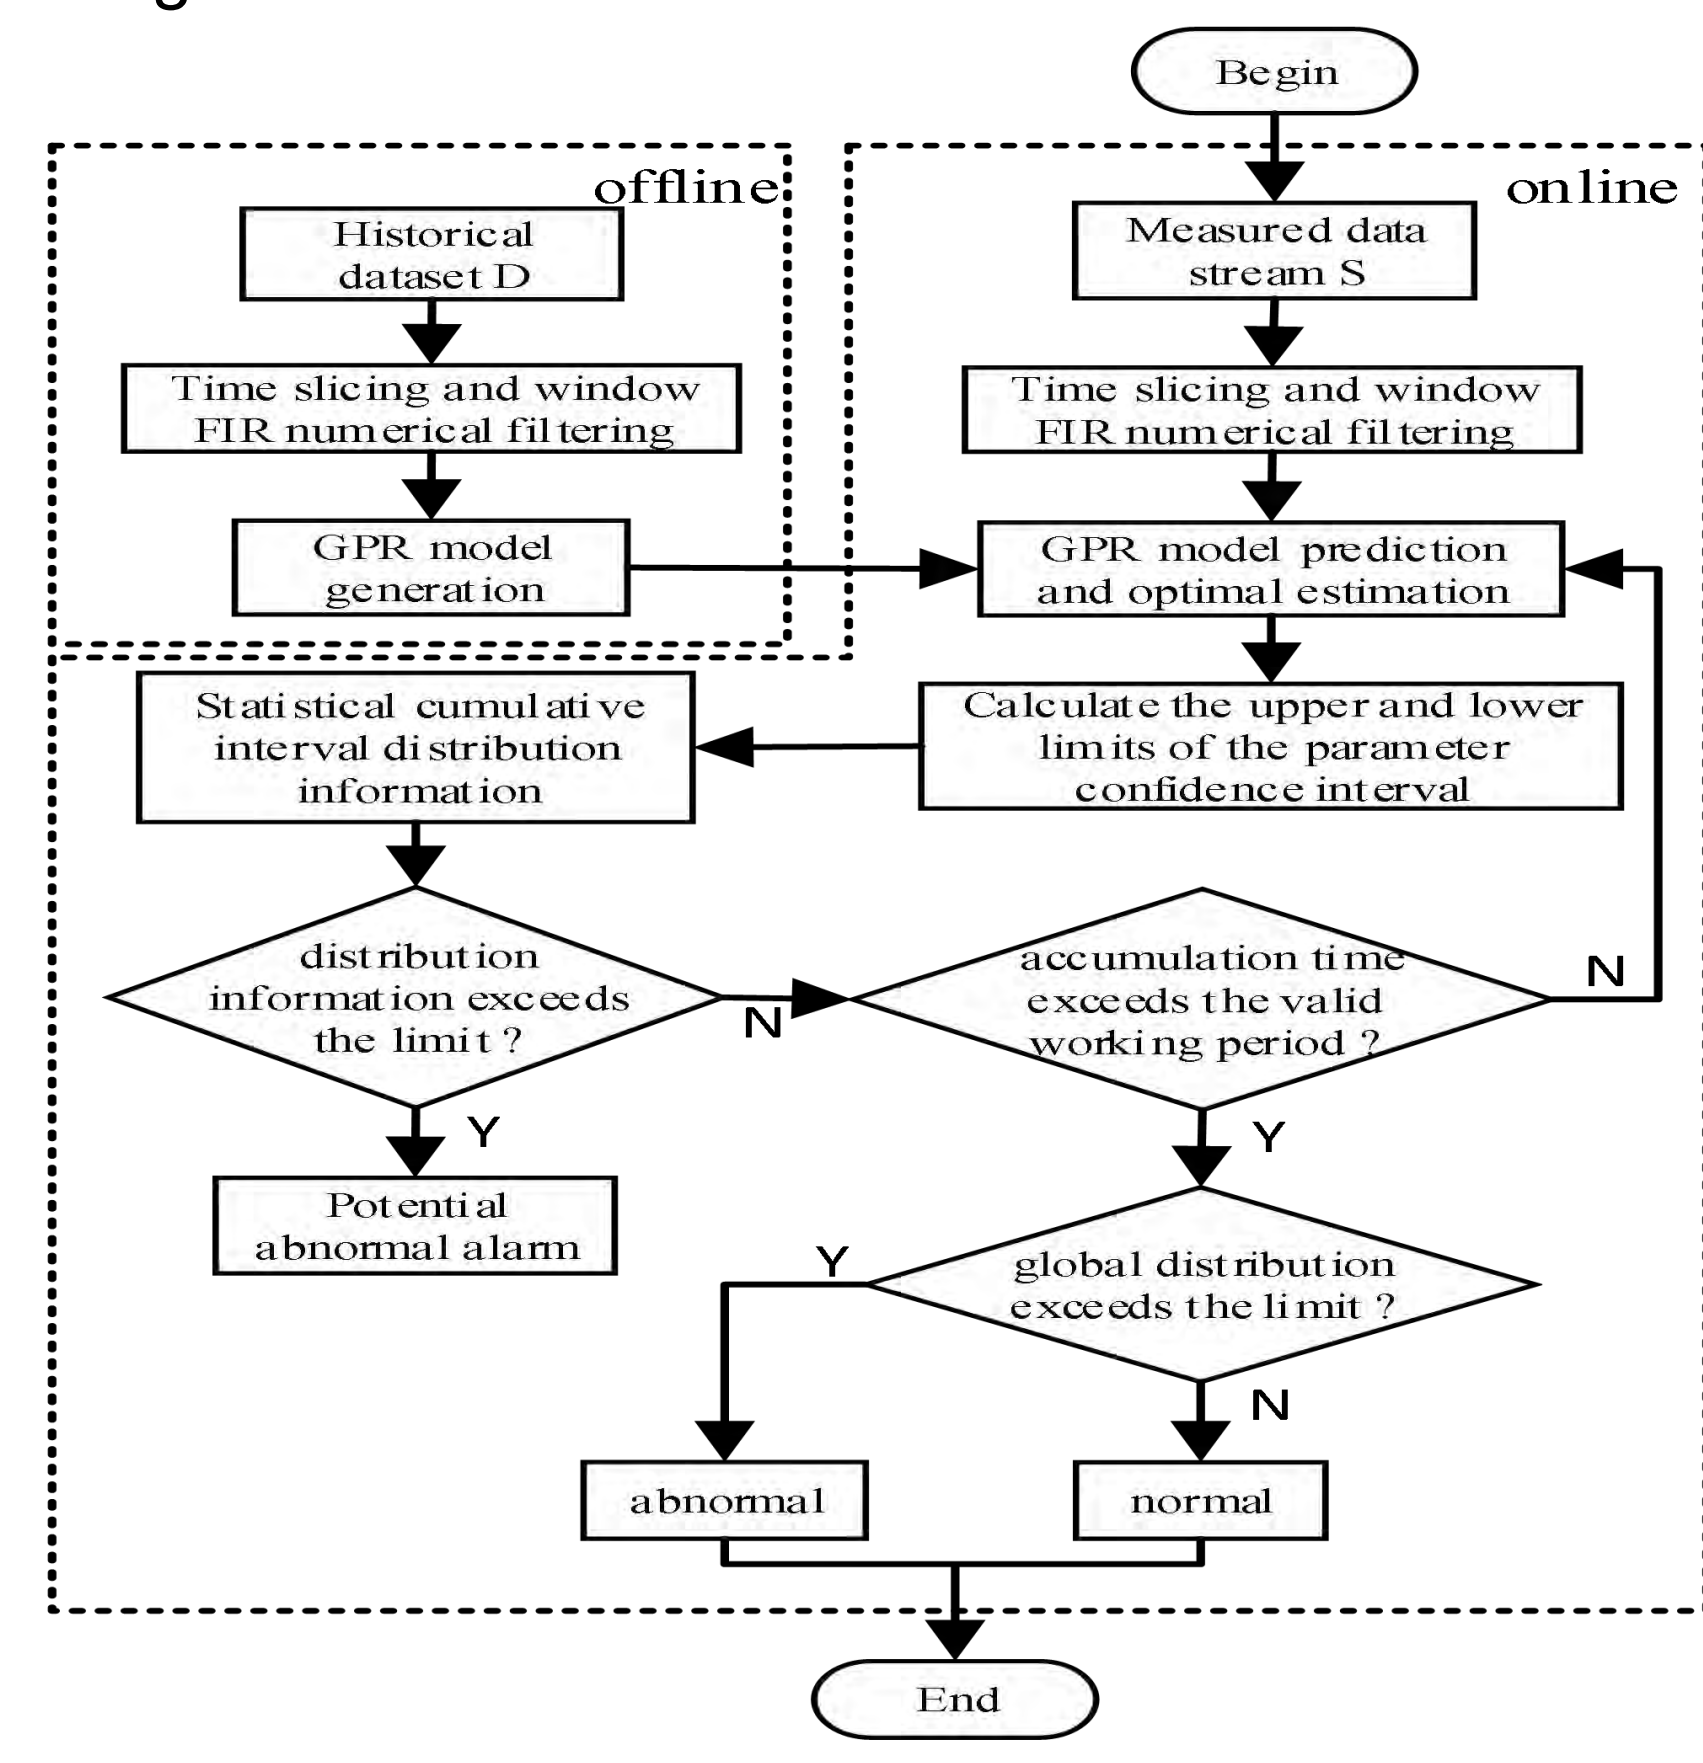 Begin
offline
online
Historical
dataset D
Measured data
stream S
Time slicing and window
FIR numerical filtering
Time slicing and window
FIR numerical filtering
GPR model
generation
GPR model prediction
and optimal estimation
Statistical cumulative
interval distribution
information
Calculate the upper and lower
limits of the parameter
confidence interval
distribution
information exceeds
the limit ?
N
accumulation time
exceeds the valid
working period ?
N
Y
Potential
abnormal alarm
Y
global distribution
exceeds the limit ?
Y
N
abnormal
normal
End